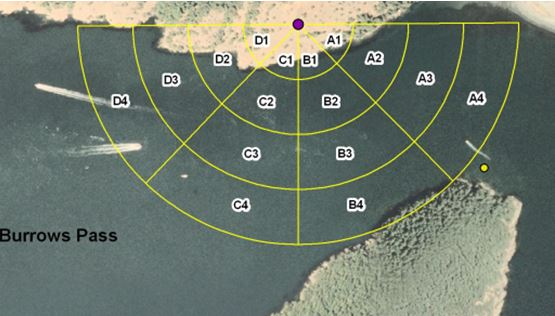 D1 A1
D2 C1 B1 A2
D3 A3
D4 C2 B2 A4
C3 B3
C4 B4
Burrows Pass